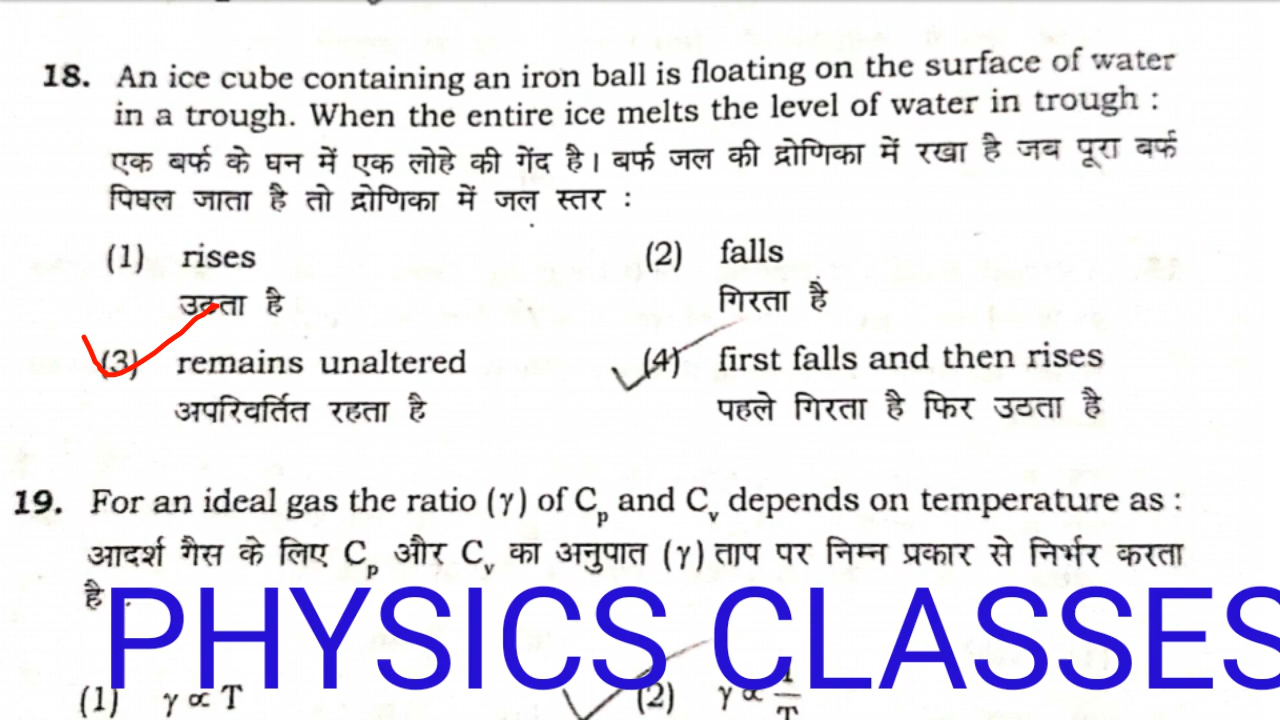 18. An ice cube containing an iron ball is floating on the surface of water
in a trough. When the entire ice melts the level of water in trough :
एक बर्फ के घन में एक लोहे की गेंद है। बर्फ जल की द्रोणिका में रखा है जब पूरा बर्फ
पिघल जाता है तो द्रोणिका में जल स्तर :
(1) rises (2) falls
उठता है गिरता है
(3) remains unaltered (4) first falls and then rises
अपरिवर्तित रहता है पहले गिरता है फिर उठता है
19. For an ideal gas the ratio (γ) of Cp and Cv depends on temperature as :
आदर्श गैस के लिए Cp और Cv का अनुपात (γ) ताप पर निम्न प्रकार से निर्भर करता
है
PHYSICS CLASSES
(1) γ ∝ T (2) γ ∝ 1/T